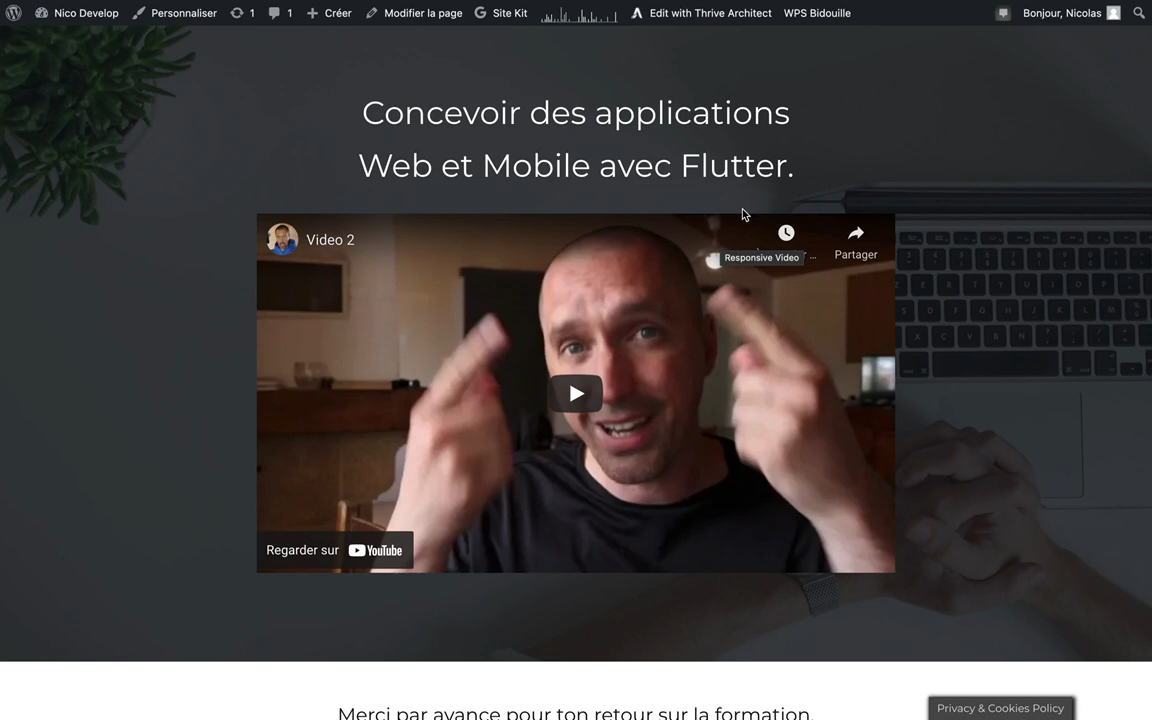 Nico Develop Personnaliser 1 1 Créer Modifier la page Site Kit Edit with Thrive Architect WPS Bidouille Bonjour, Nicolas
Concevoir des applications
Web et Mobile avec Flutter.
Video 2
Responsive Video
...
Partager
Regarder sur YouTube
Merci par avance pour ton retour sur la formation.
Privacy & Cookies Policy